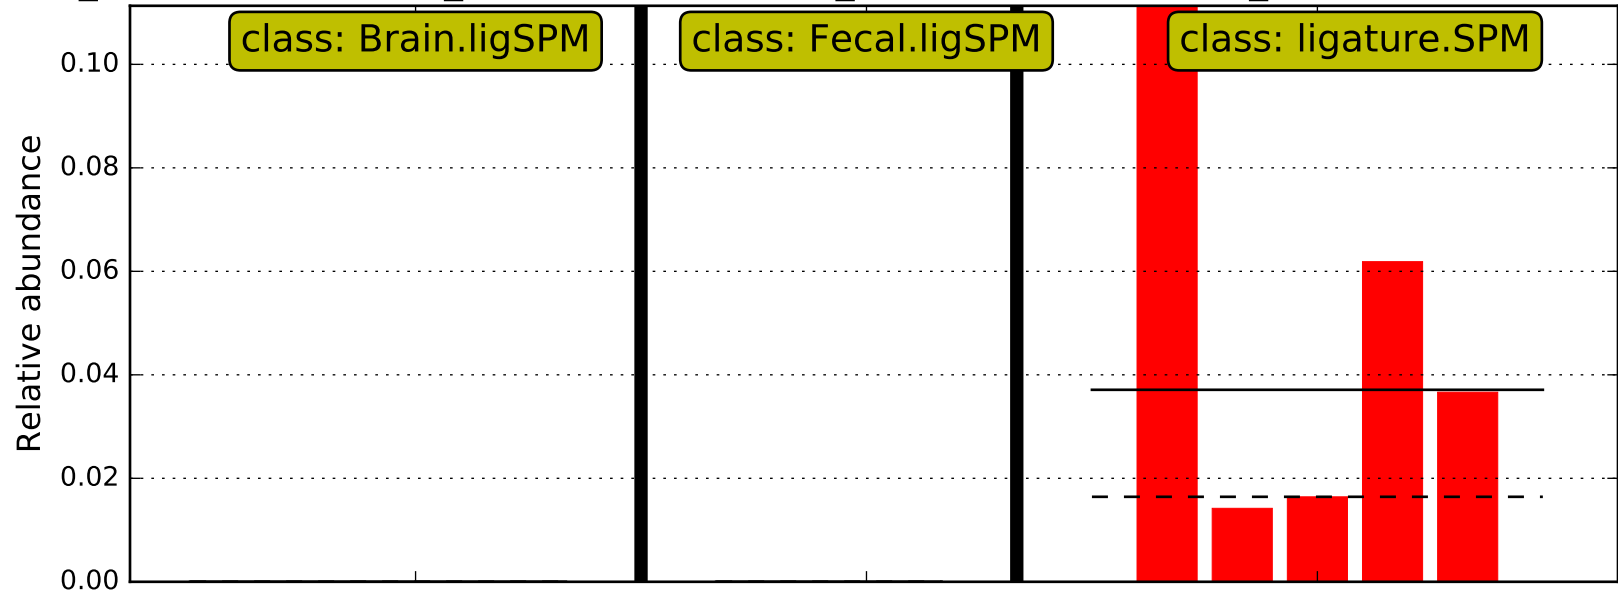 class: Brain.ligSPM
class: Fecal.ligSPM
class: ligature.SPM
Relative abundance
0.10
0.08
0.06
0.04
0.02
0.00